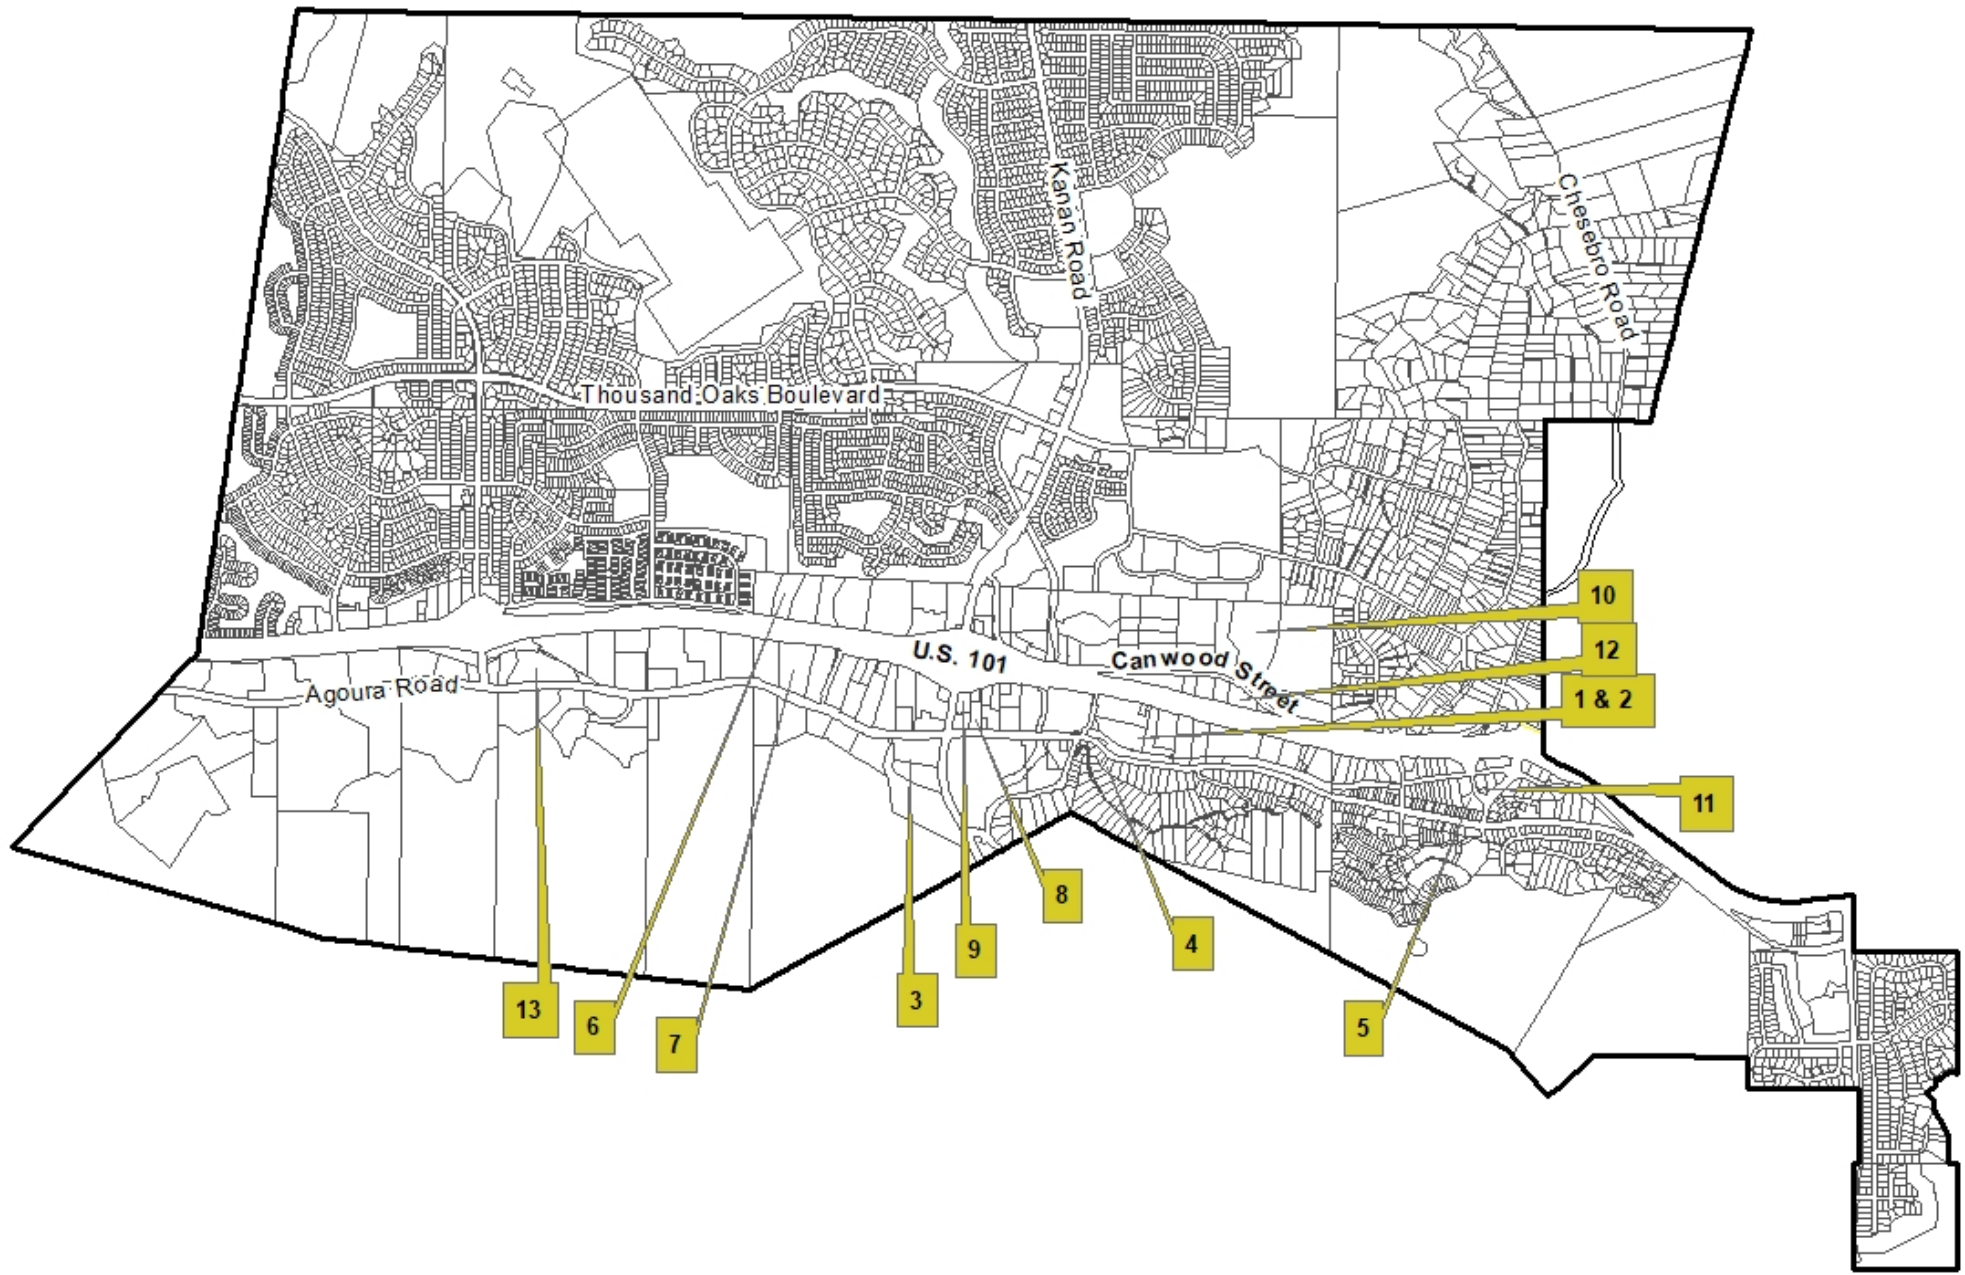 Kanan Road
Chesebro Road
Thousand Oaks Boulevard
10
12
U.S. 101
Canwood Street
1 & 2
Agoura Road
11
8
4
9
3
13
6
7
5